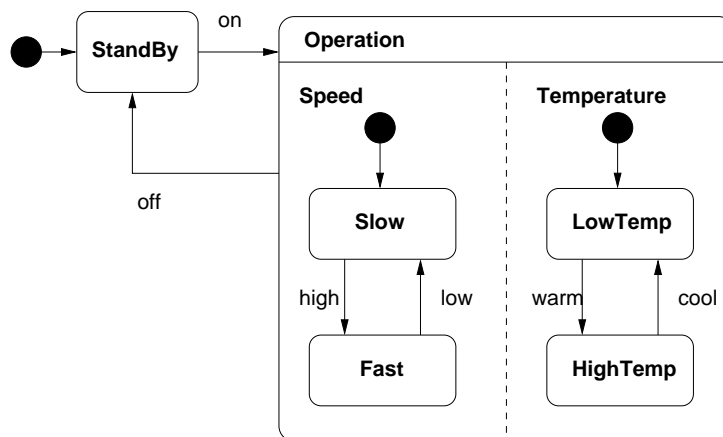 on
StandBy
Operation
Speed
Temperature
off
Slow
LowTemp
high
low
warm
cool
Fast
HighTemp